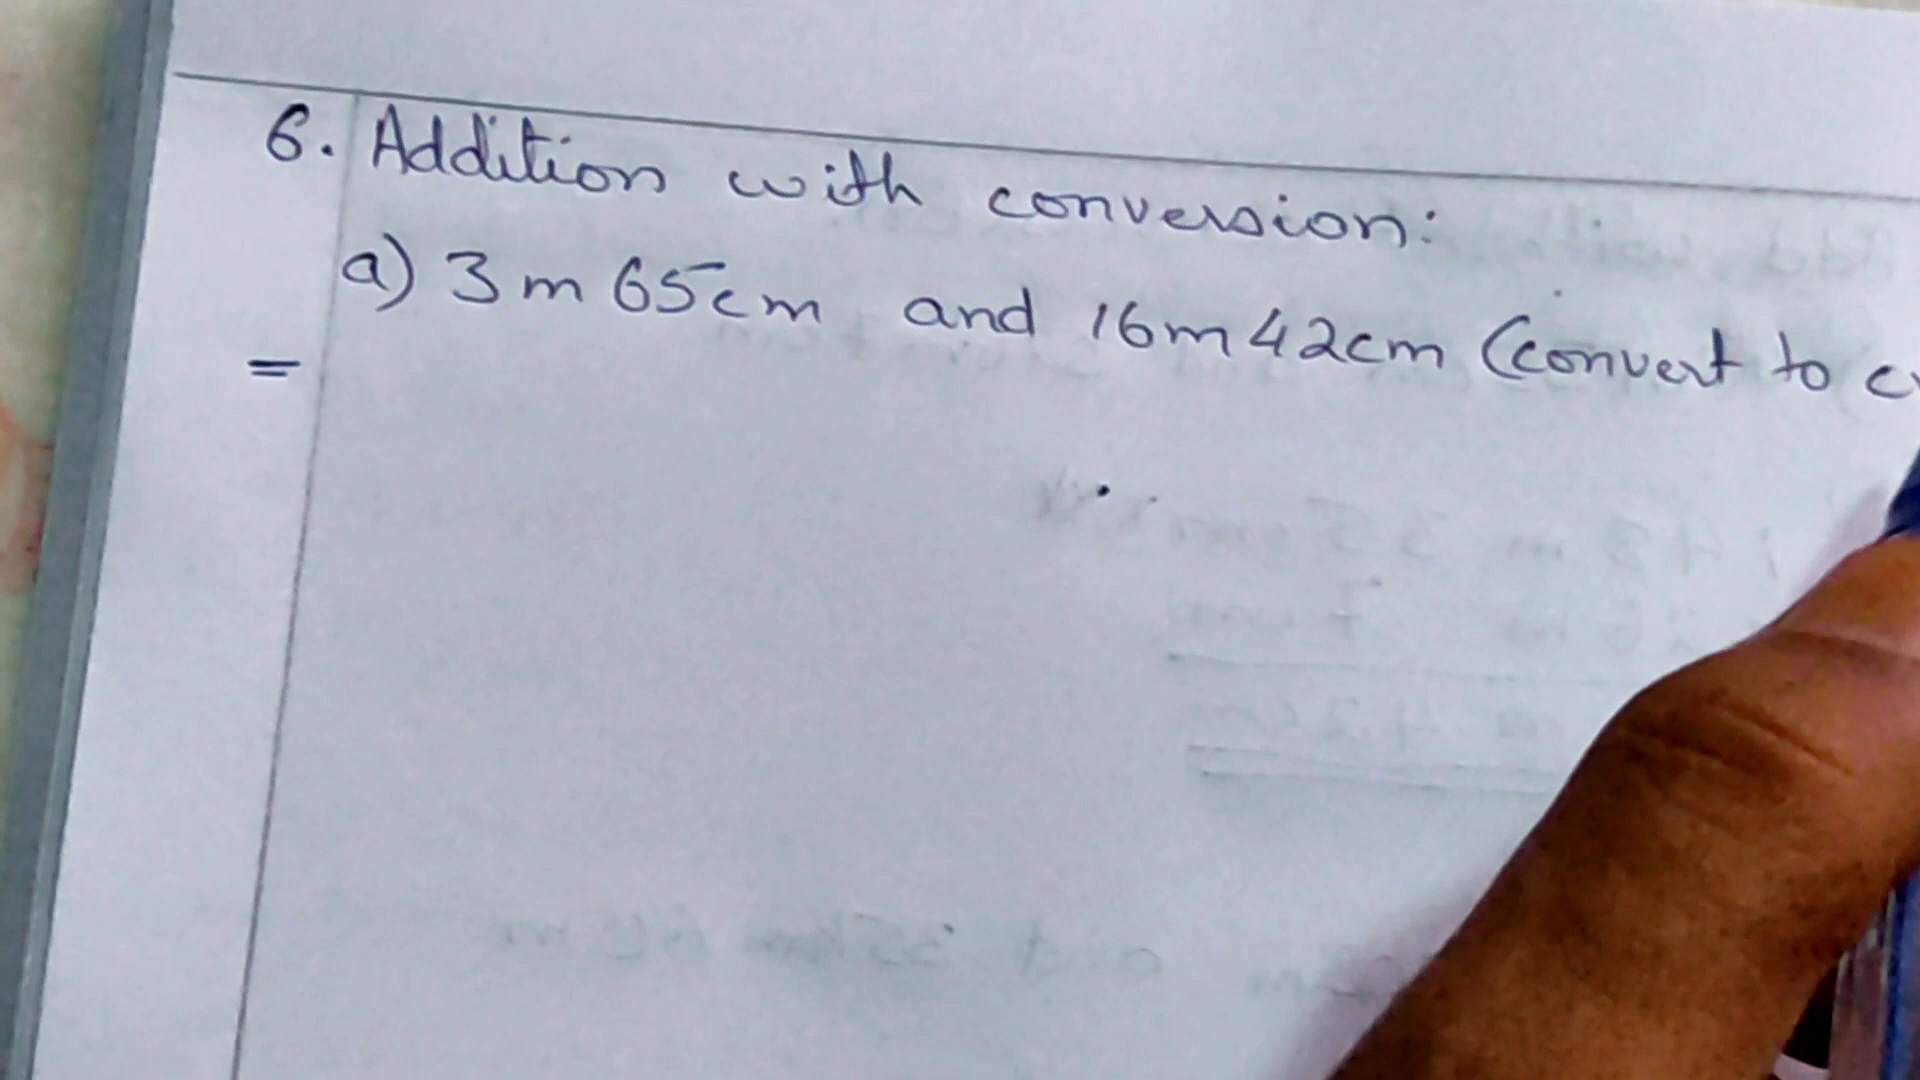 6. Addition with conversion:
a) 3m 65cm and 16m 42cm (convert to
=